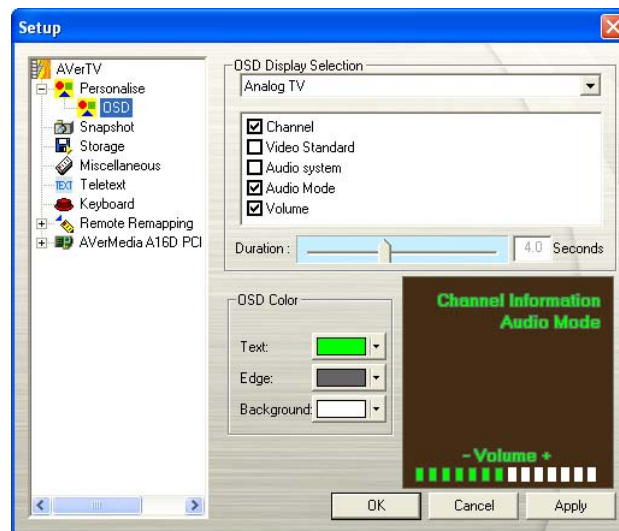 Setup
AVerTV
Personalise
OSD
Snapshot
Storage
Miscellaneous
TEXT Teletext
Keyboard
Remote Remapping
AVerMedia A16D PCI
OSD Display Selection
Analog TV
Channel
Video Standard
Audio system
Audio Mode
Volume
Duration : 4.0 Seconds
OSD Color
Text:
Edge:
Background:
Channel Information
Audio Mode
- Volume +
OK Cancel Apply